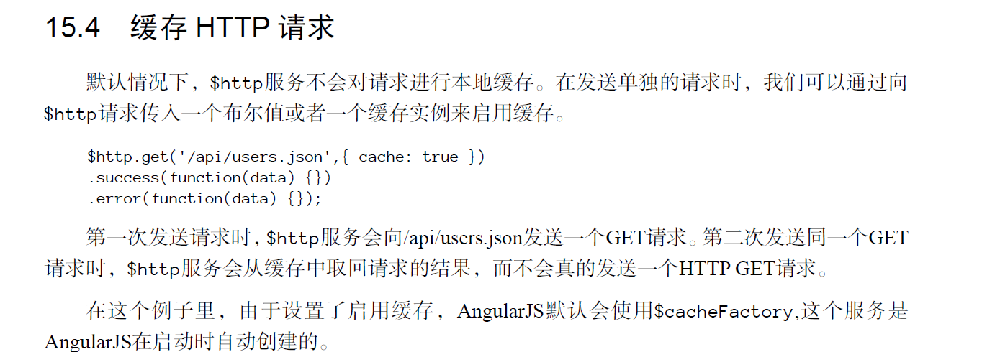 15.4 缓存 HTTP 请求
默认情况下，$http服务不会对请求进行本地缓存。在发送单独的请求时，我们可以通过向
$http请求传入一个布尔值或者一个缓存实例来启用缓存。
$http.get('/api/users.json',{ cache: true })
.success(function(data) {})
.error(function(data) {});
第一次发送请求时，$http服务会向/api/users.json发送一个GET请求。第二次发送同一个GET
请求时，$http服务会从缓存中取回请求的结果，而不会真的发送一个HTTP GET请求。
在这个例子里，由于设置了启用缓存，AngularJS默认会使用$cacheFactory,这个服务是
AngularJS在启动时自动创建的。